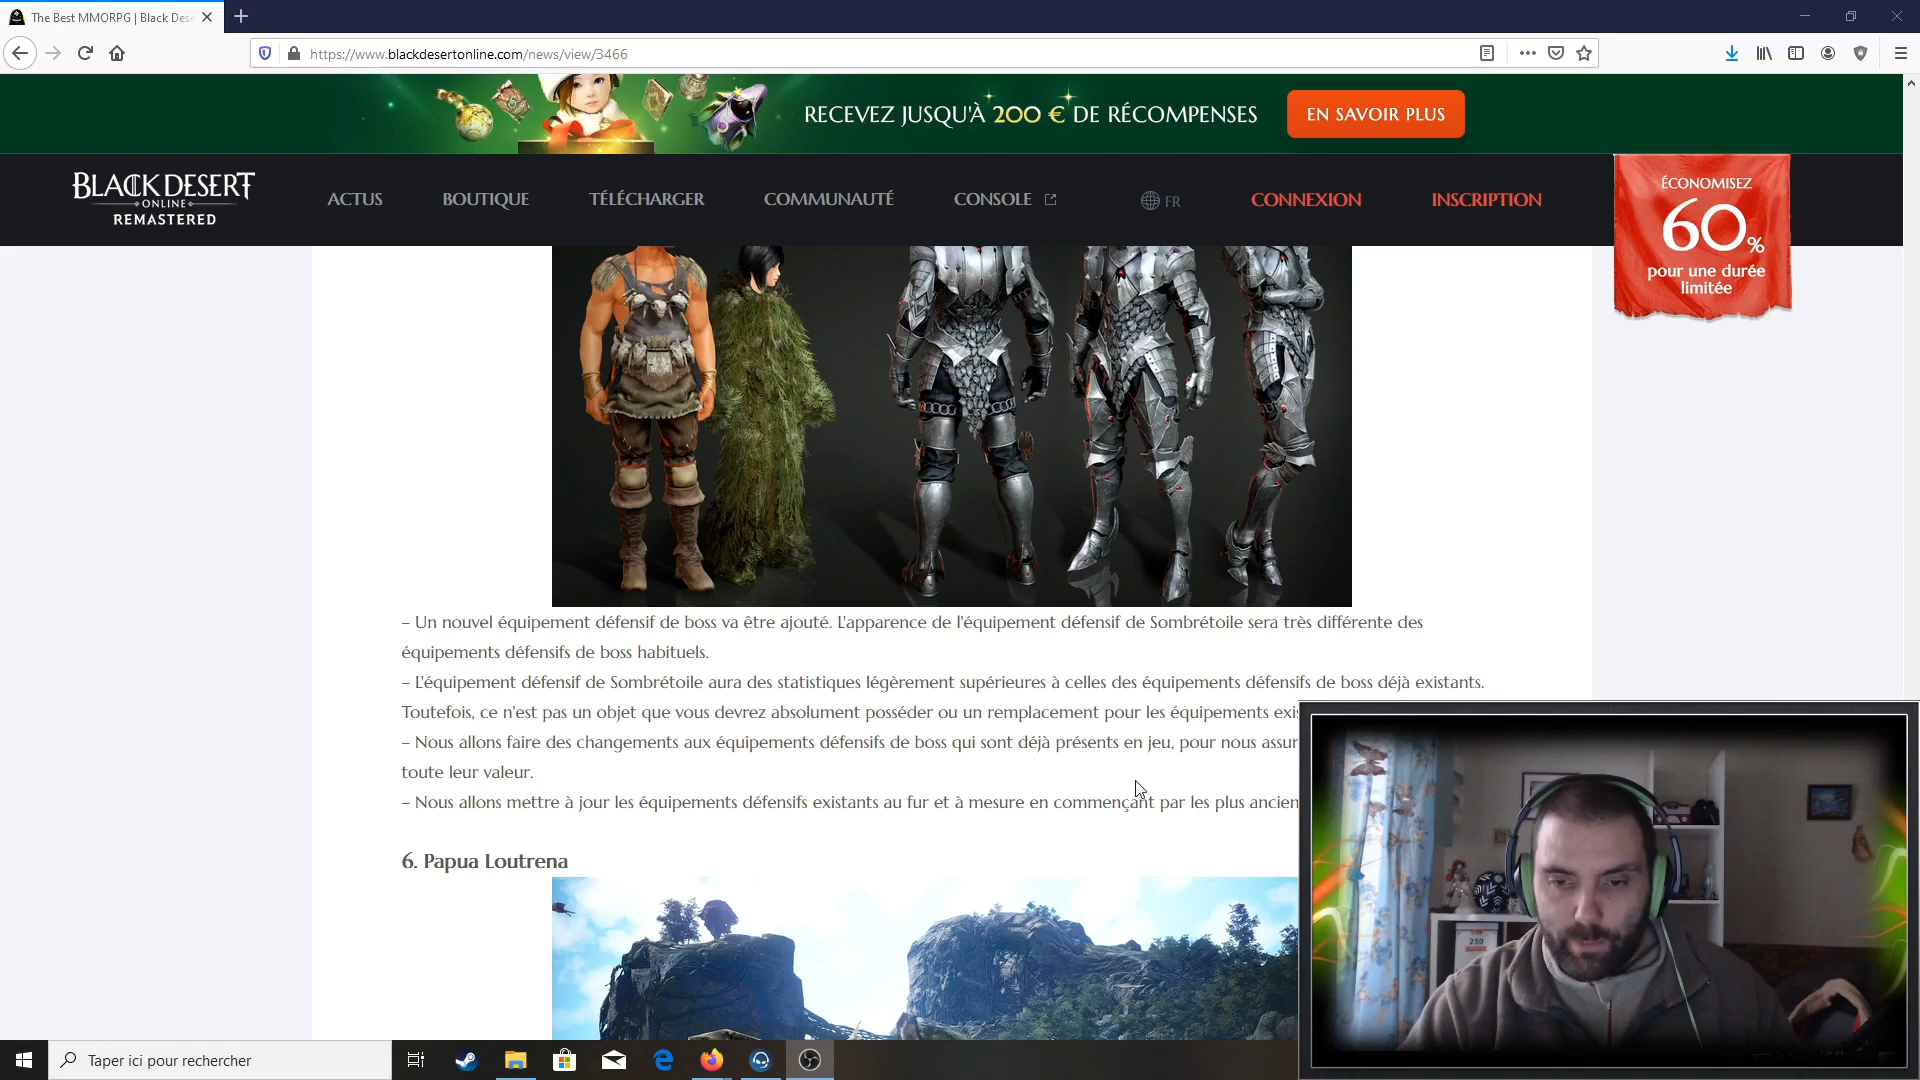 The Best MMORPG | Black Dese
https://www.blackdesertonline.com/news/view/3466
RECEVEZ JUSQU'À 200 € DE RÉCOMPENSES
EN SAVOIR PLUS
BLACK DESERT
ONLINE
REMASTERED
ACTUS
BOUTIQUE
TÉLÉCHARGER
COMMUNAUTÉ
CONSOLE
FR
CONNEXION
INSCRIPTION
ÉCONOMISEZ
60%
pour une durée
limitée
– Un nouvel équipement défensif de boss va être ajouté. L'apparence de l'équipement défensif de Sombrétoile sera très différente des
équipements défensifs de boss habituels.
– L'équipement défensif de Sombrétoile aura des statistiques légèrement supérieures à celles des équipements défensifs de boss déjà existants.
Toutefois, ce n'est pas un objet que vous devrez absolument posséder ou un remplacement pour les équipements exi
– Nous allons faire des changements aux équipements défensifs de boss qui sont déjà présents en jeu, pour nous assur
toute leur valeur.
– Nous allons mettre à jour les équipements défensifs existants au fur et à mesure en commençant par les plus ancien
6. Papua Loutrena
250
Taper ici pour rechercher